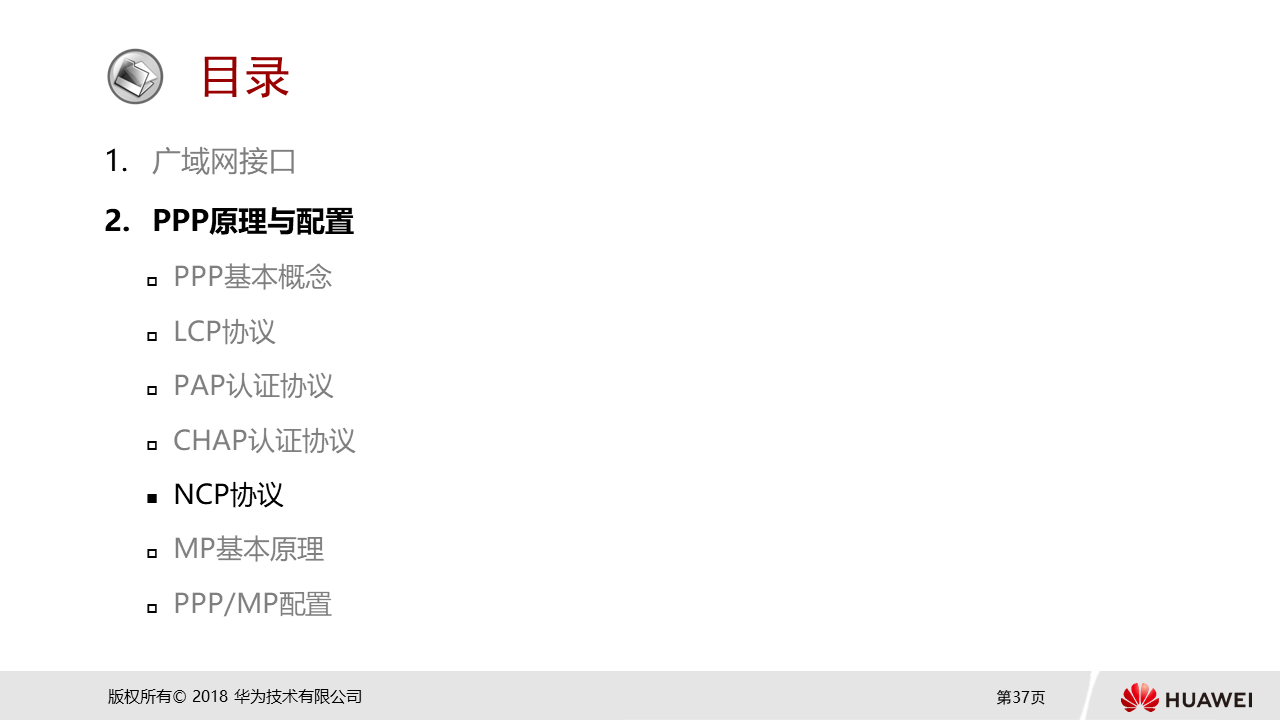 目录
1. 广域网接口
2. PPP原理与配置
PPP基本概念
LCP协议
PAP认证协议
CHAP认证协议
NCP协议
MP基本原理
PPP/MP配置
版权所有© 2018 华为技术有限公司
第37页
HUAWEI